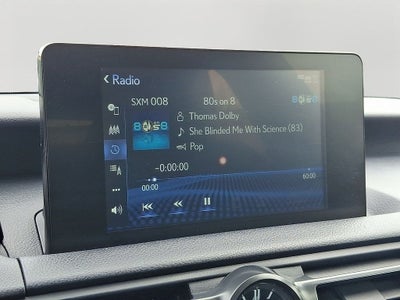 Radio
SXM 008
80s on 8
Thomas Dolby
She Blinded Me With Science (83)
Pop
-0:00:00
00:00
60:00